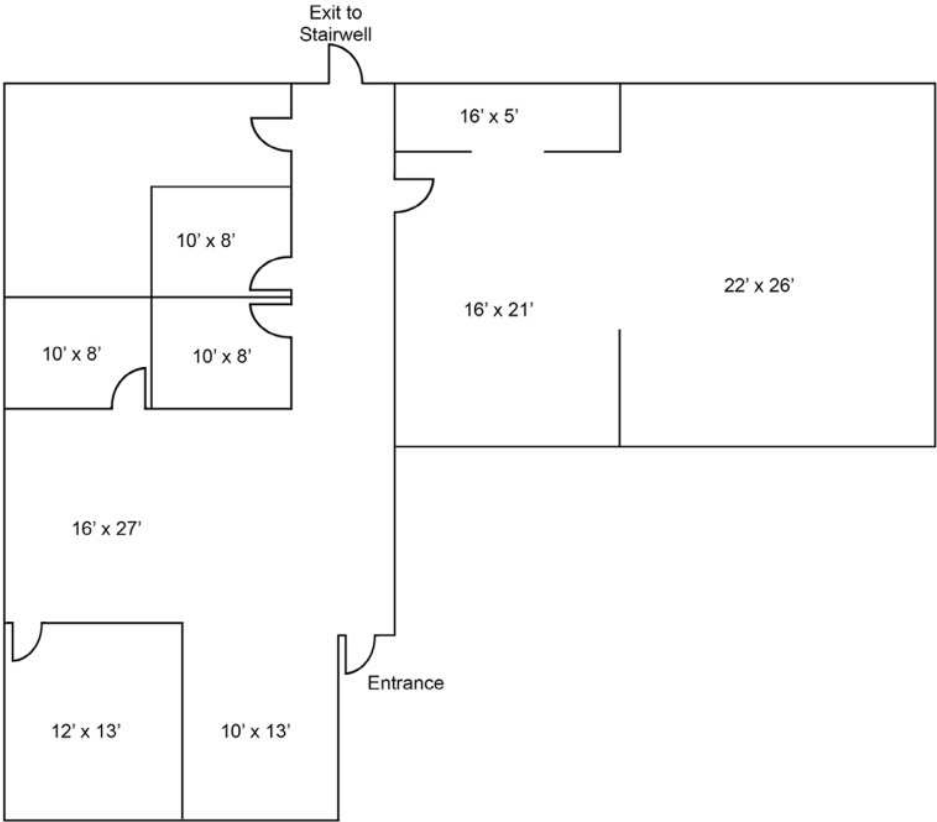 Exit to
Stairwell
16’ x 5’
10’ x 8’
22’ x 26’
16’ x 21’
10’ x 8’
10’ x 8’
16’ x 27’
Entrance
12’ x 13’
10’ x 13’